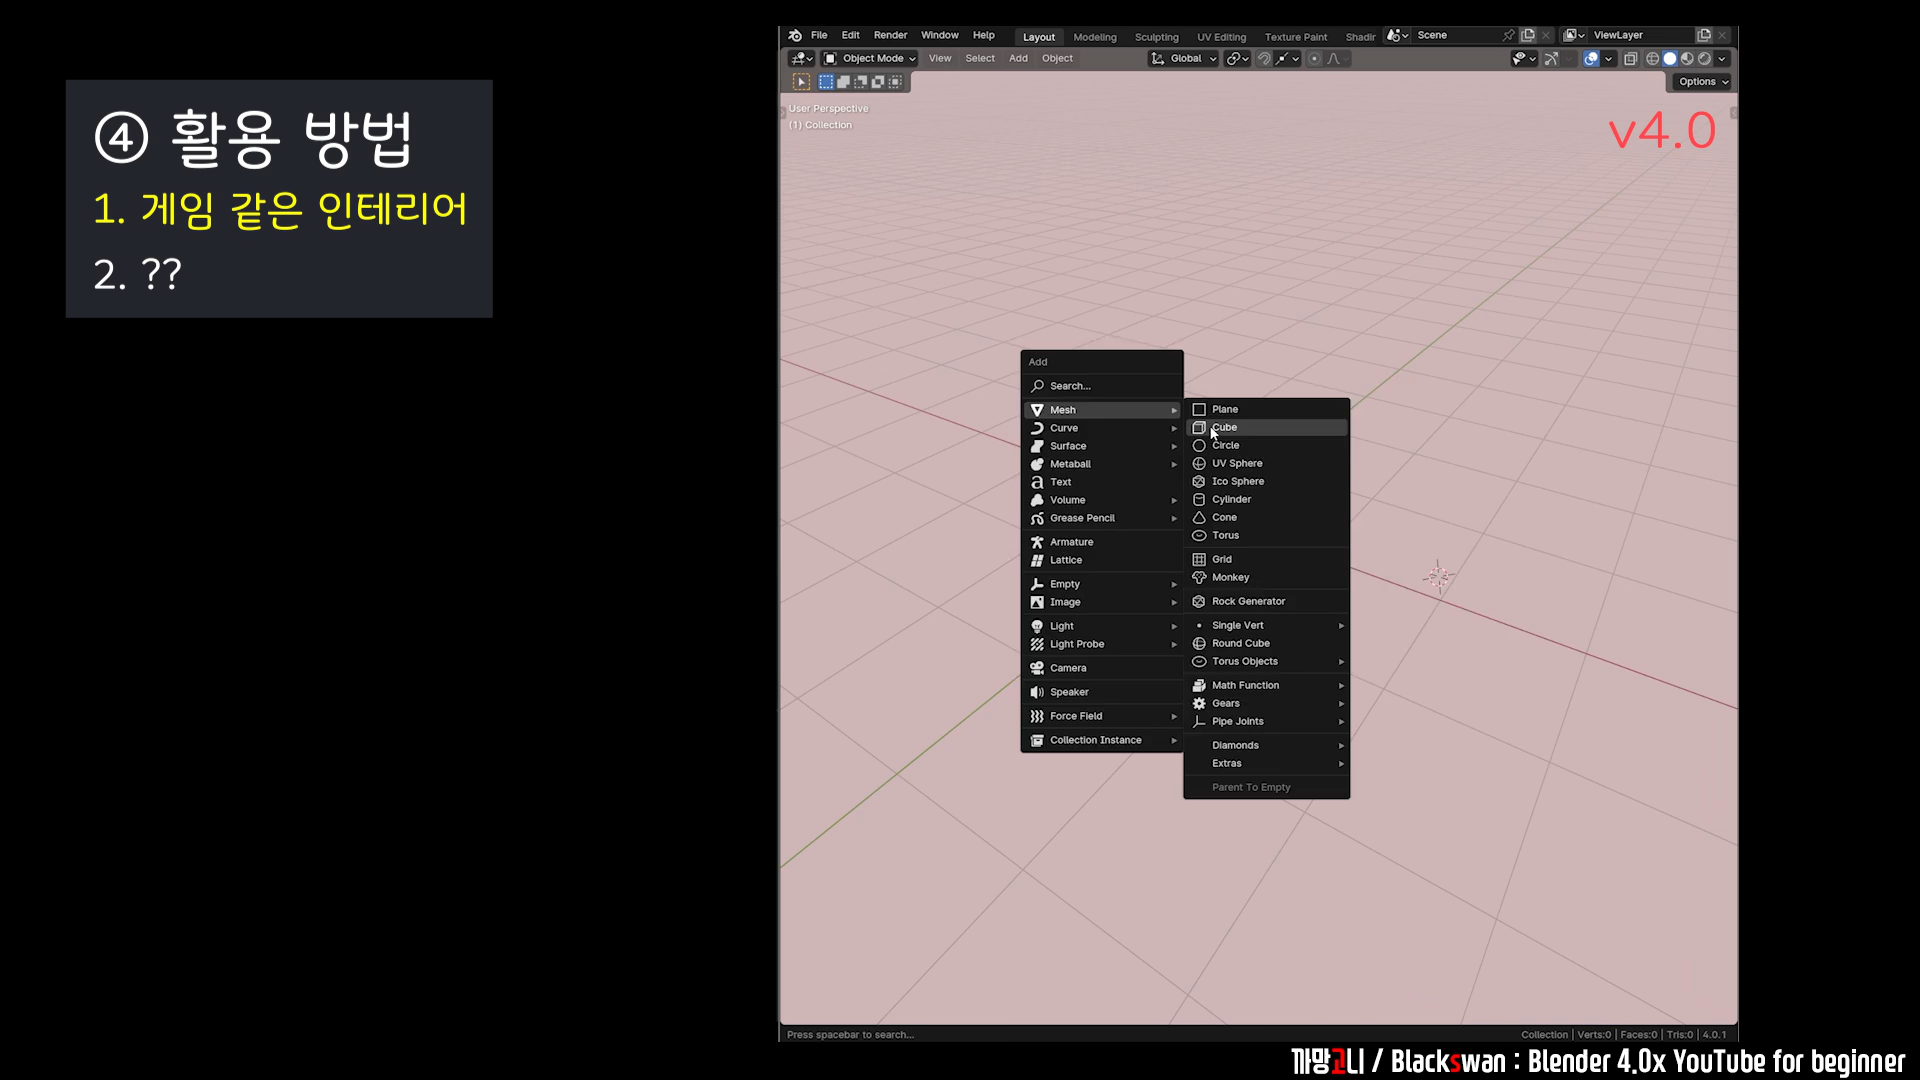 ④ 활용 방법
1. 게임 같은 인테리어
2. ??
File Edit Render Window Help Layout Modeling Sculpting UV Editing Texture Paint Shadir Scene ViewLayer
Object Mode View Select Add Object Global
Options
User Perspective
(1) Collection
v4.0
Add
Search...
Mesh
Curve
Surface
Metaball
Text
Volume
Grease Pencil
Armature
Lattice
Empty
Image
Light
Light Probe
Camera
Speaker
Force Field
Collection Instance
Plane
Cube
Circle
UV Sphere
Ico Sphere
Cylinder
Cone
Torus
Grid
Monkey
Rock Generator
Single Vert
Round Cube
Torus Objects
Math Function
Gears
Pipe Joints
Diamonds
Extras
Parent To Empty
Press spacebar to search...
Collection | Verts:0 | Faces:0 | Tris:0 | 4.0.1
까망고니 / Blackswan : Blender 4.0x YouTube for beginner